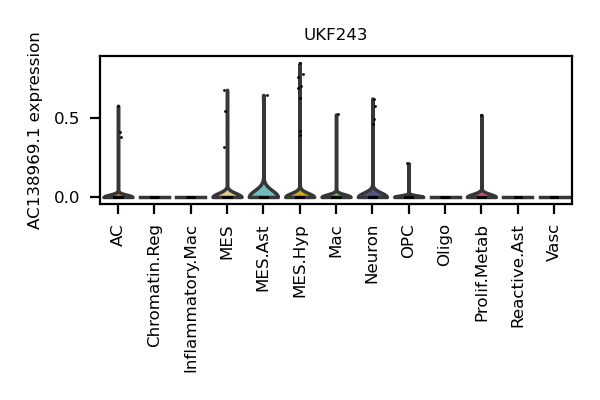 UKF243
AC138969.1 expression
0.5
0.0
AC
Chromatin.Reg
Inflammatory.Mac
MES
MES.Ast
MES.Hyp
Mac
Neuron
OPC
Oligo
Prolif.Metab
Reactive.Ast
Vasc